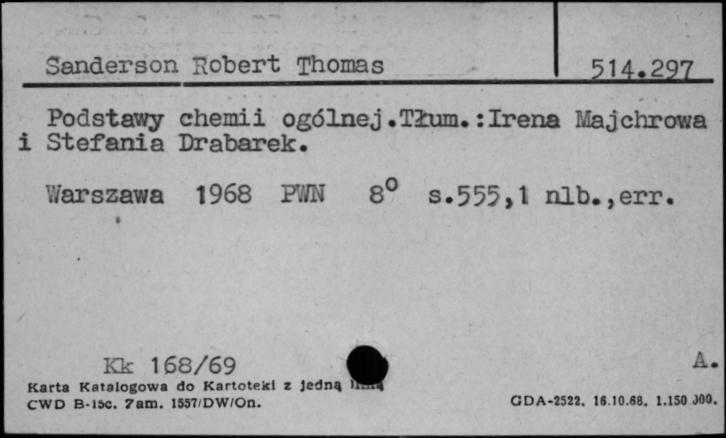 Sanderson Robert Thomas
514.297
Podstawy chemii ogólnej.Tłum.:Irena Majchrowa
i Stefania Drabarek.
Warszawa 1968 PWN 8° s.555,1 nlb.,err.
Kk 168/69
A.
Karta Katalogowa do Kartoteki z jedną
CWD B-15c. 7am. 1557/DW/On.
GDA-2522. 16.10.68. 1.150